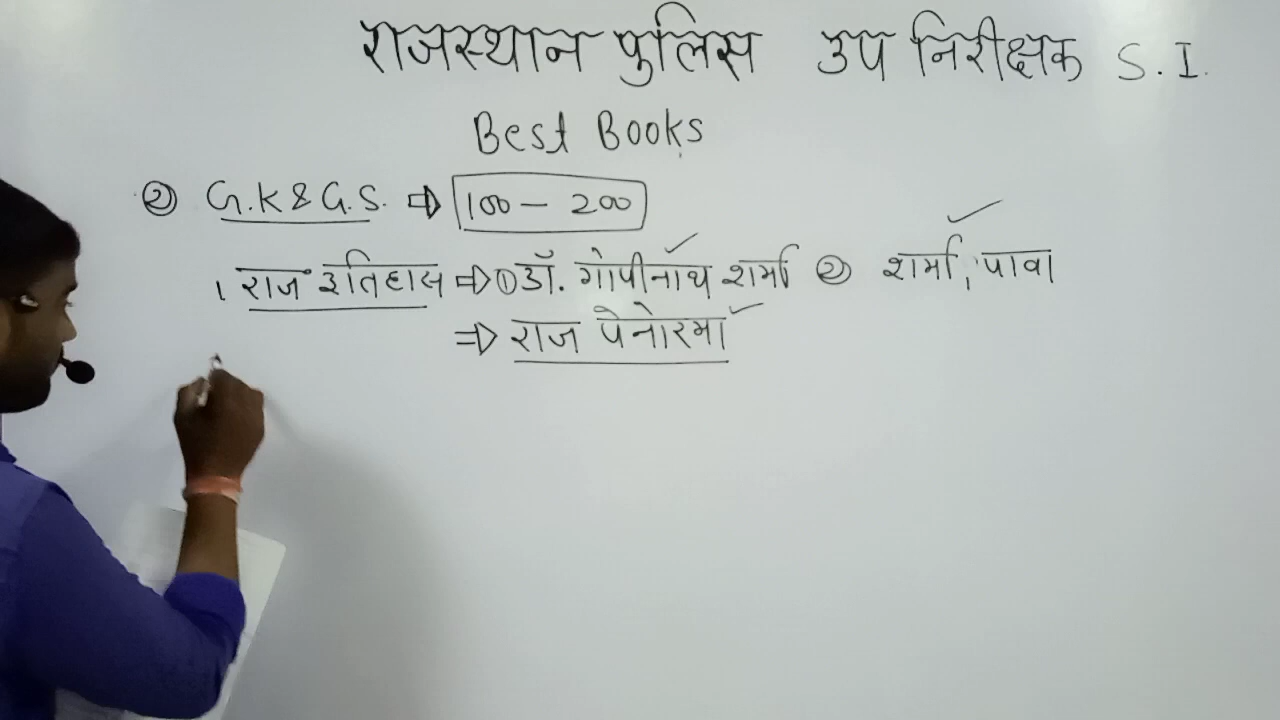 राजस्थान पुलिस उप निरीक्षक S.I.
Best Books
② G.K & G.S. ⇒ 100 - 200
1 राज॰ इतिहास ⇒ ① डॉ. गोपीनाथ शर्मा ② शर्मा, पावा
⇒ राज पेनोरमा